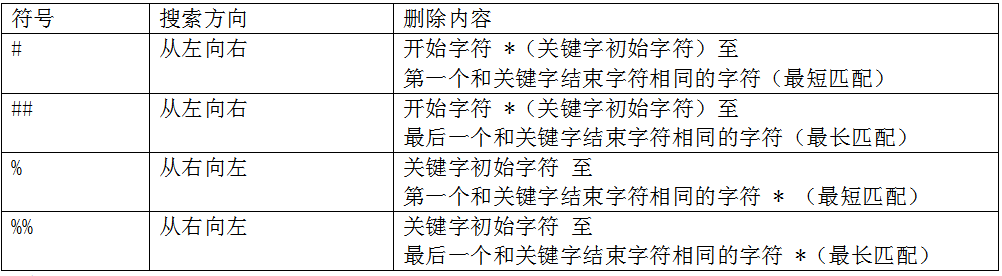 符号 搜索方向 删除内容
# 从左向右 开始字符 *（关键字初始字符）至
第一个和关键字结束字符相同的字符（最短匹配）
## 从左向右 开始字符 *（关键字初始字符）至
最后一个和关键字结束字符相同的字符（最长匹配）
% 从右向左 关键字初始字符 至
第一个和关键字结束字符相同的字符 * （最短匹配）
%% 从右向左 关键字初始字符 至
最后一个和关键字结束字符相同的字符 *（最长匹配）